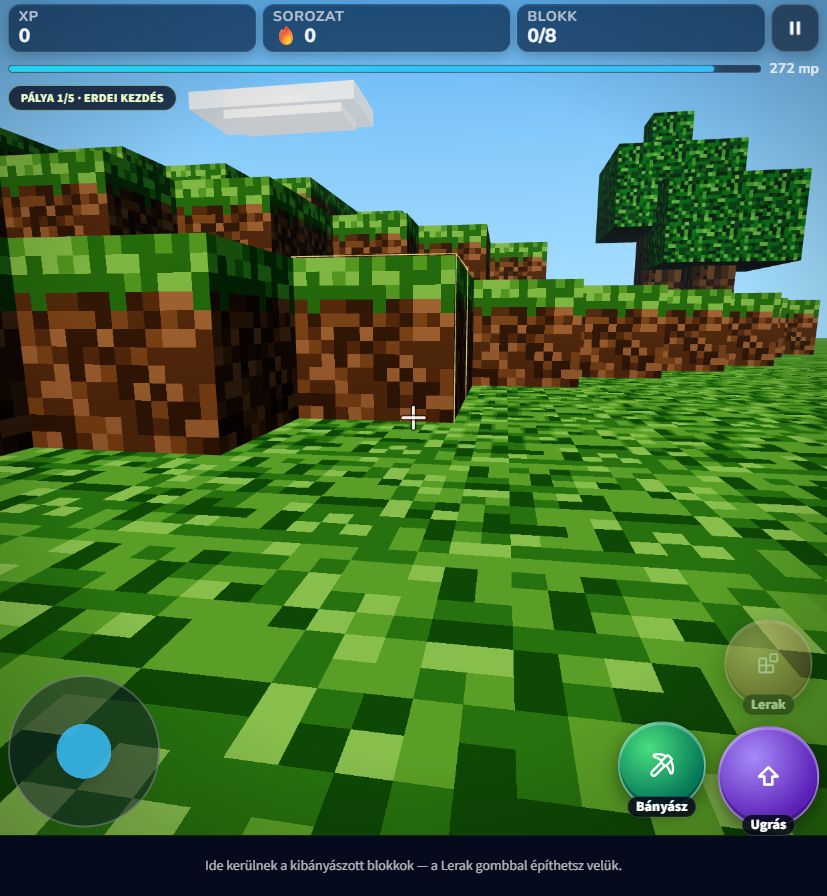 XP
0
SOROZAT
🔥 0
BLOKK
0/8
272 mp
PÁLYA 1/5 · ERDEI KEZDÉS
Lerak
Bányász
Ugrás
Ide kerülnek a kibányászott blokkok — a Lerak gombbal építhetsz velük.